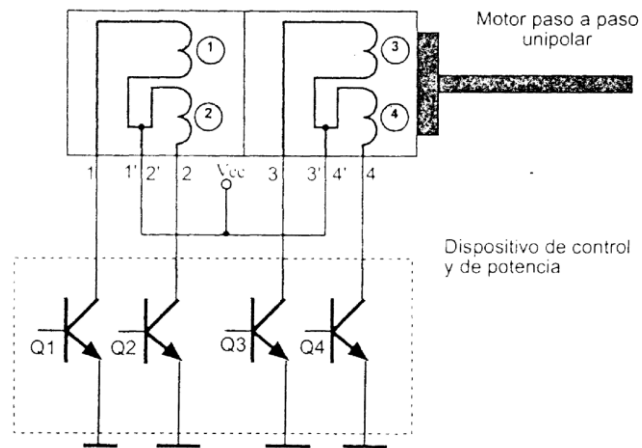 Motor paso a paso
unipolar
1
3
2
4
1 1' 2' 2 Vcc 3 3' 4' 4
Dispositivo de control
y de potencia
Q1 Q2 Q3 Q4